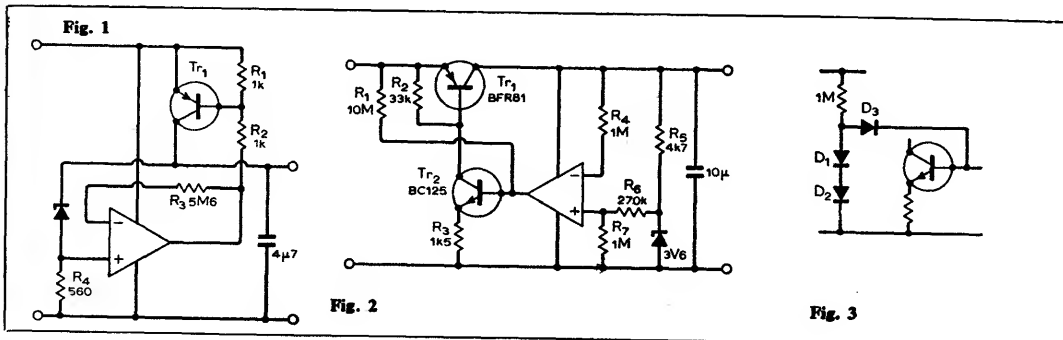 Fig. 1
Tr1
R1
1k
R2
1k
R3 5M6
−
+
R4
560
4μ7
Fig. 2
R1
10M
R2
33k
Tr1
BFR81
Tr2
BC125
R3
1k5
R4
1M
R5
4k7
−
+
R6
270k
R7
1M
3V6
10μ
Fig. 3
1M
D3
D1
D2